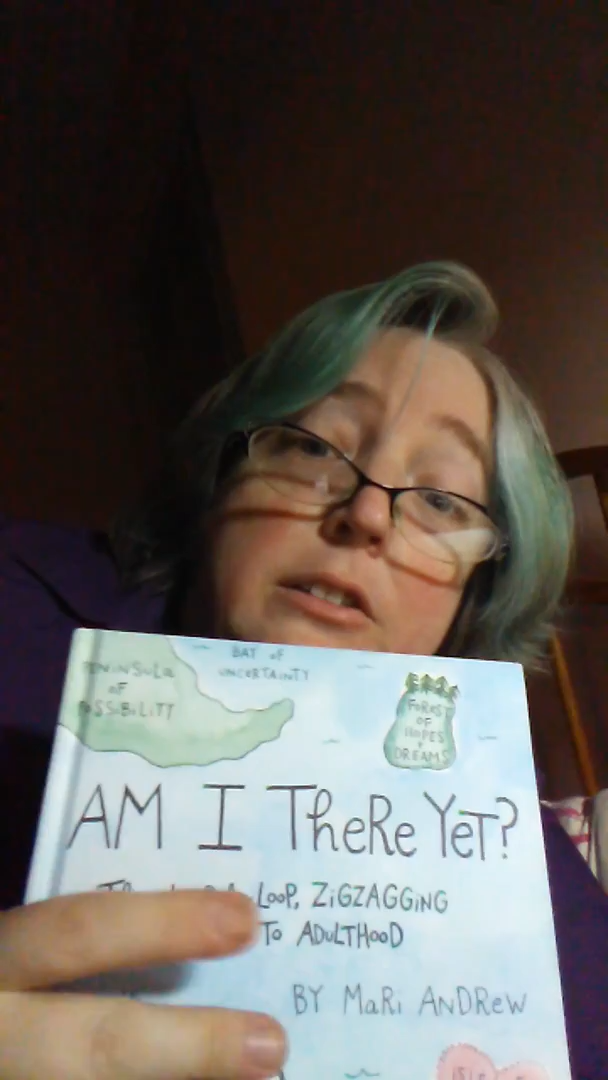 PENINSULA
OF
POSSIBILITY
BAY OF
UNCERTAINTY
FOREST
OF
HOPES
+
DREAMS
AM I THeRe YeT?
LOOP, ZiGZAGGiNG
TO ADULTHOOD
BY MaRi ANDReW
ISLE